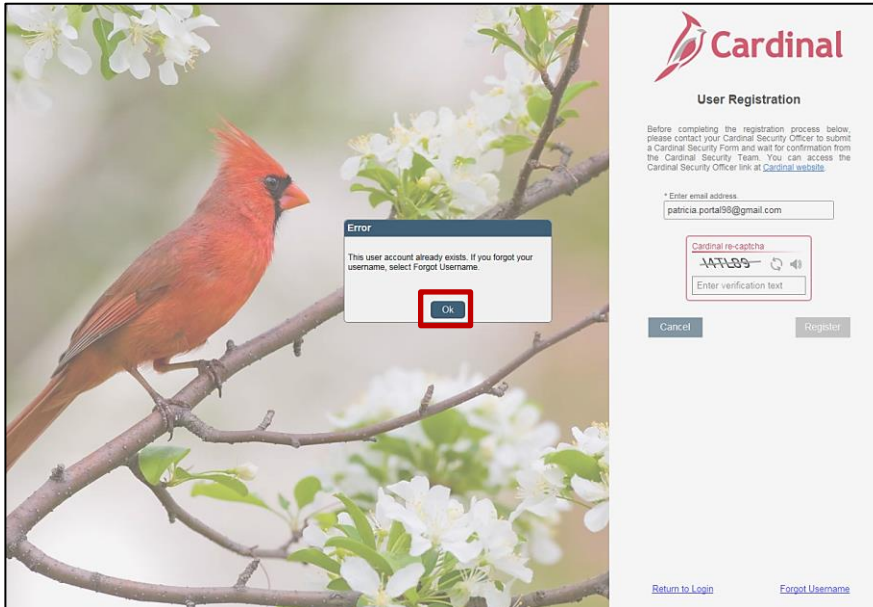 Cardinal
User Registration
Before completing the registration process below,
please contact your Cardinal Security Officer to submit
a Cardinal Security Form and wait for confirmation from
the Cardinal Security Team. You can access the
Cardinal Security Officer link at Cardinal website.
* Enter email address
patricia.portal98@gmail.com
Error
This user account already exists. If you forgot your
username, select Forgot Username.
Ok
Cardinal re-captcha
Enter verification text
Cancel
Register
Return to Login
Forgot Username